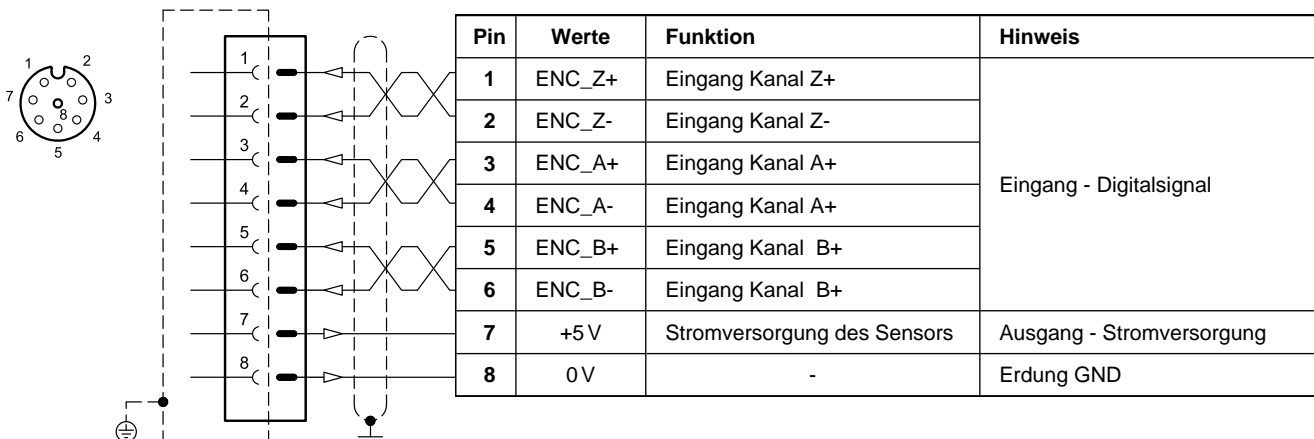 1 2
7 8 3
6 4
5
1
2
3
4
5
6
7
8
Pin Werte Funktion Hinweis
1 ENC_Z+ Eingang Kanal Z+
2 ENC_Z- Eingang Kanal Z-
3 ENC_A+ Eingang Kanal A+
Eingang - Digitalsignal
4 ENC_A- Eingang Kanal A+
5 ENC_B+ Eingang Kanal B+
6 ENC_B- Eingang Kanal B+
7 +5 V Stromversorgung des Sensors Ausgang - Stromversorgung
8 0 V - Erdung GND